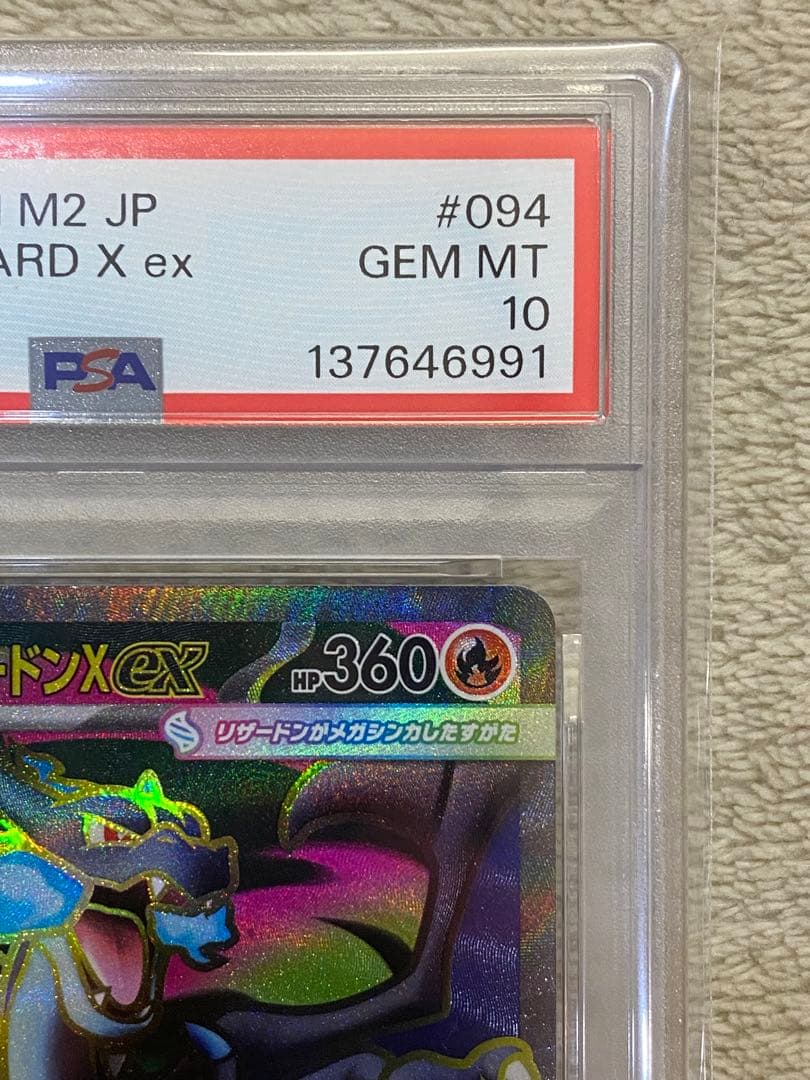 M2 JP
#094
ARD X ex
GEM MT
10
PSA
137646991
ードンXex
HP360
リザードンがメガシンカしたすがた